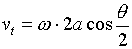 v_t = ω · 2a cos θ/2